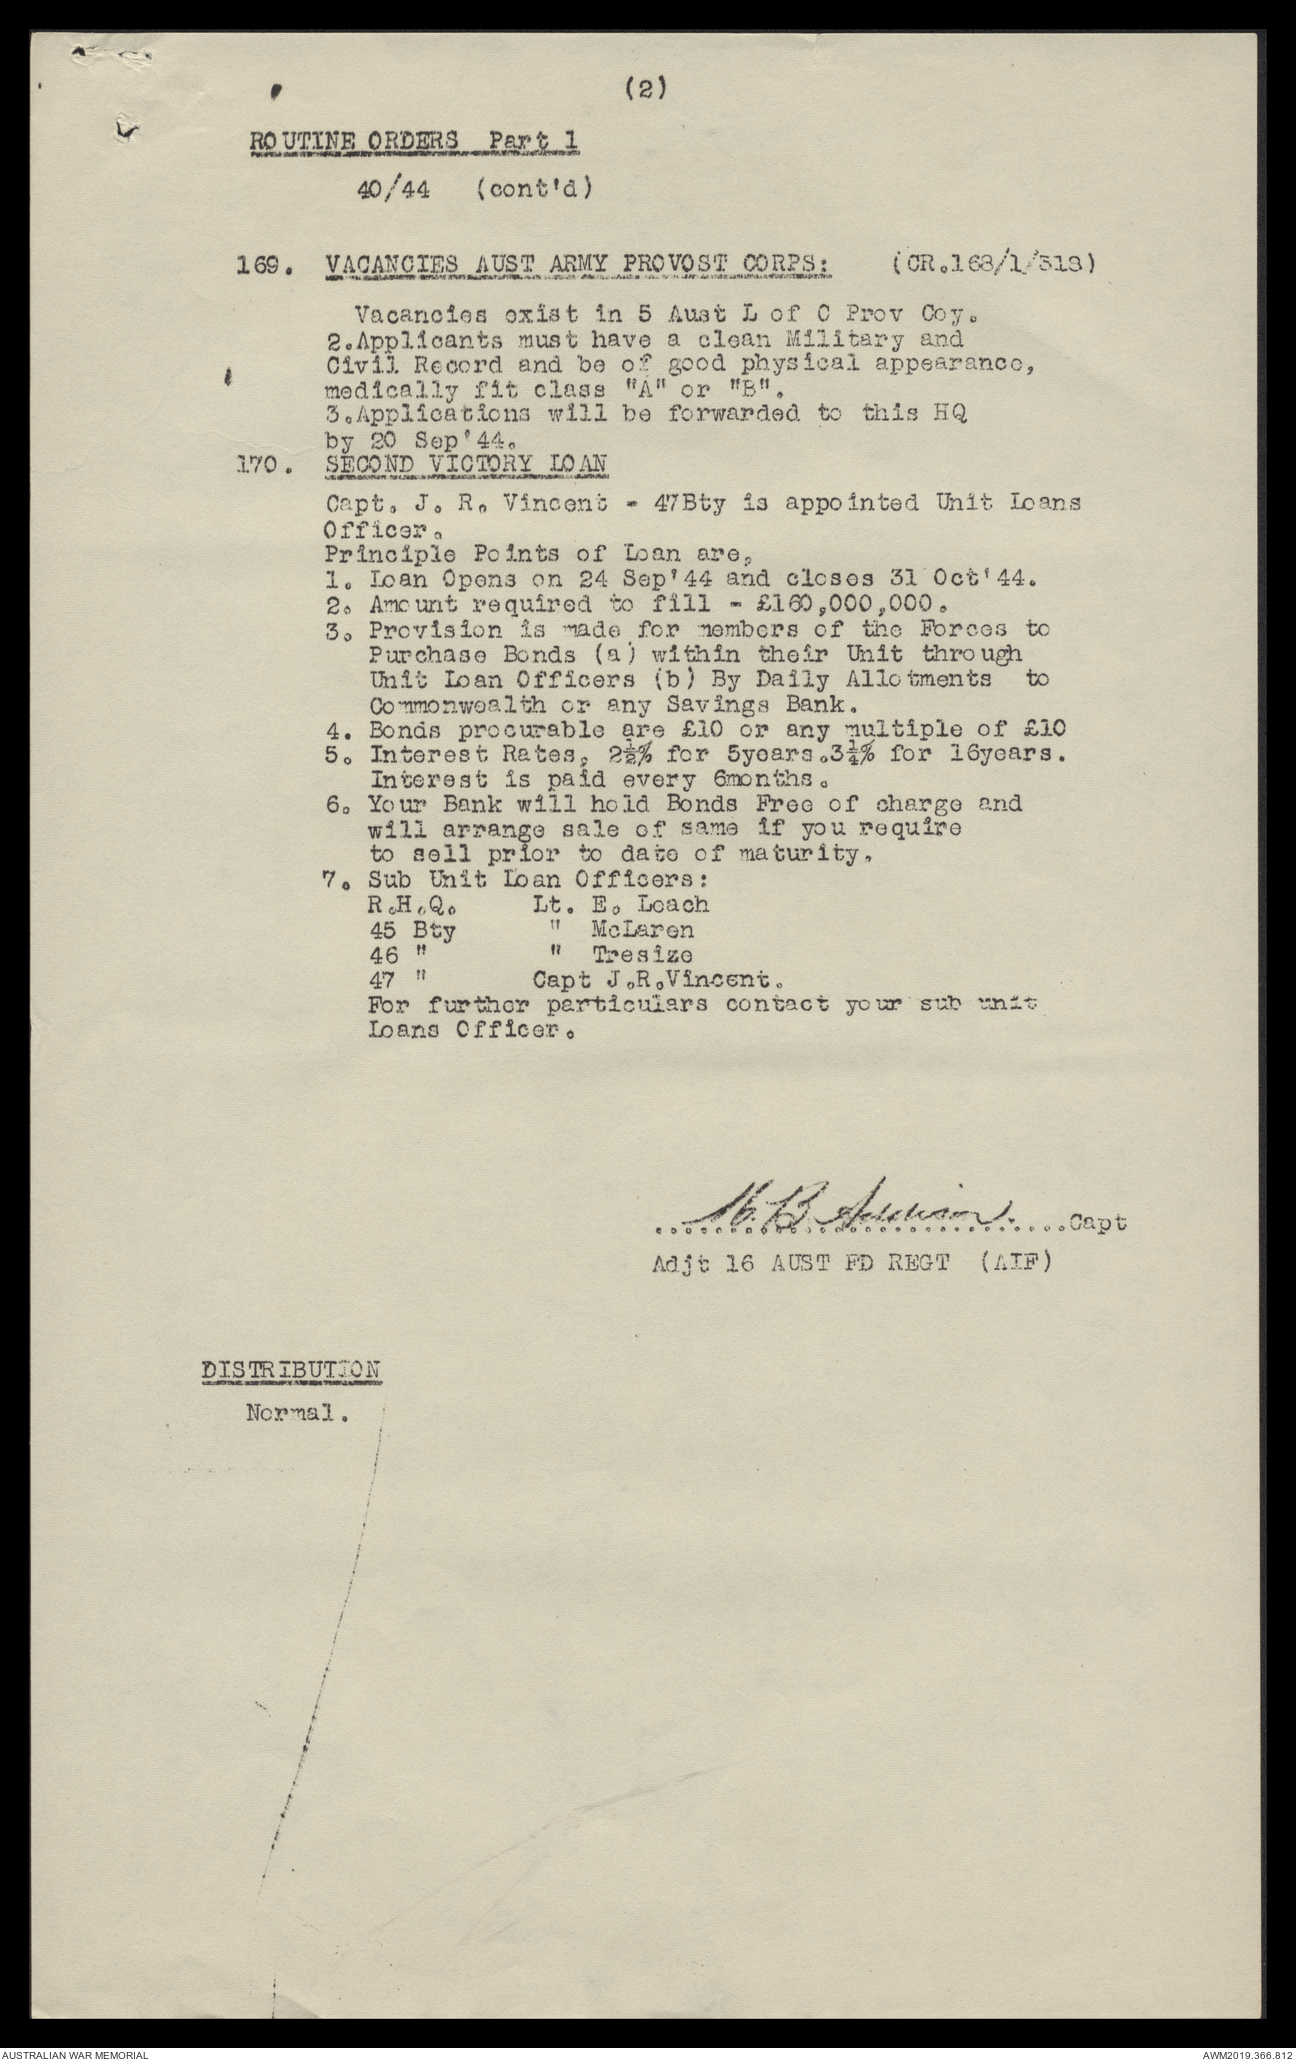 (2)
ROUTINE ORDERS Part 1
40/44 (cont'd)
169. VACANCIES AUST ARMY PROVOST CORPS: (CR.168/1/318)
Vacancies exist in 5 Aust L of C Prov Coy.
2.Applicants must have a clean Military and
Civil Record and be of good physical appearance,
medically fit class "A" or "B".
3.Applications will be forwarded to this HQ
by 20 Sep'44.
170. SECOND VICTORY LOAN
Capt. J. R. Vincent - 47Bty is appointed Unit Loans
Officer.
Principle Points of Loan are,
1. Loan Opens on 24 Sep'44 and closes 31 Oct'44.
2. Amount required to fill - £160,000,000.
3. Provision is made for members of the Forces to
Purchase Bonds (a) within their Unit through
Unit Loan Officers (b) By Daily Allotments to
Commonwealth or any Savings Bank.
4. Bonds procurable are £10 or any multiple of £10
5. Interest Rates, 2½% for 5years.3¼% for 16years.
Interest is paid every 6months.
6. Your Bank will hold Bonds Free of charge and
will arrange sale of same if you require
to sell prior to date of maturity.
7. Sub Unit Loan Officers:
R.H.Q. Lt. E. Leach
45 Bty " McLaren
46 " " Tresize
47 " Capt J.R.Vincent.
For further particulars contact your sub unit
Loans Officer.
Capt
Adjt 16 AUST FD REGT (AIF)
DISTRIBUTION
Normal.
AUSTRALIAN WAR MEMORIAL
AWM2019.366.812